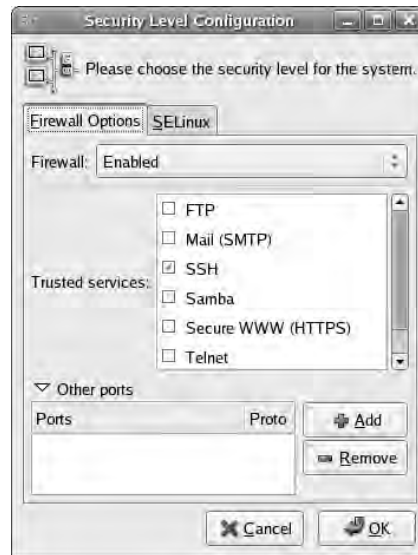 Security Level Configuration
Please choose the security level for the system.
Firewall Options
SELinux
Firewall: Enabled
Trusted services:
FTP
Mail (SMTP)
SSH
Samba
Secure WWW (HTTPS)
Telnet
Other ports
Ports Proto
Add
Remove
Cancel
OK